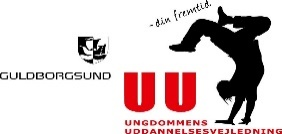 - din fremtid.
GULDBORGSUND
UU
UNGDOMMENS
UDDANNELSESVEJLEDNING